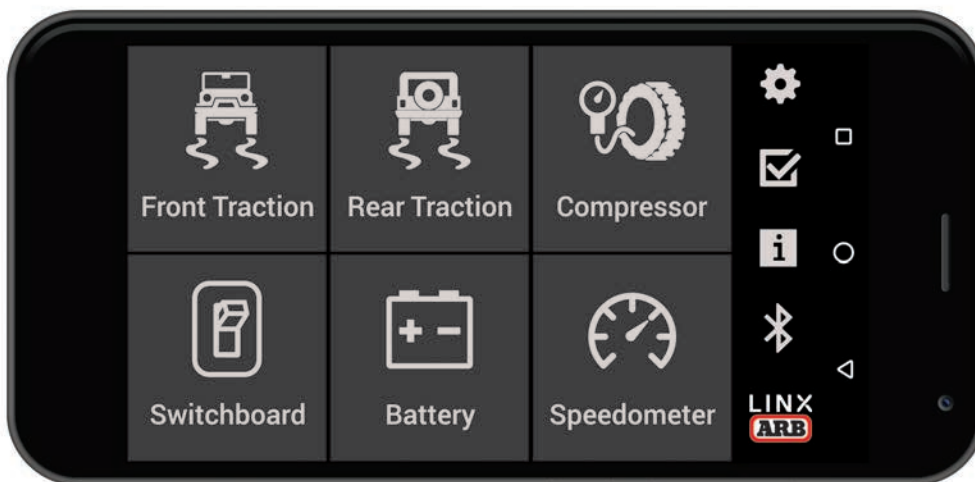 Front Traction
Rear Traction
Compressor
Switchboard
Battery
Speedometer
LINX
ARB